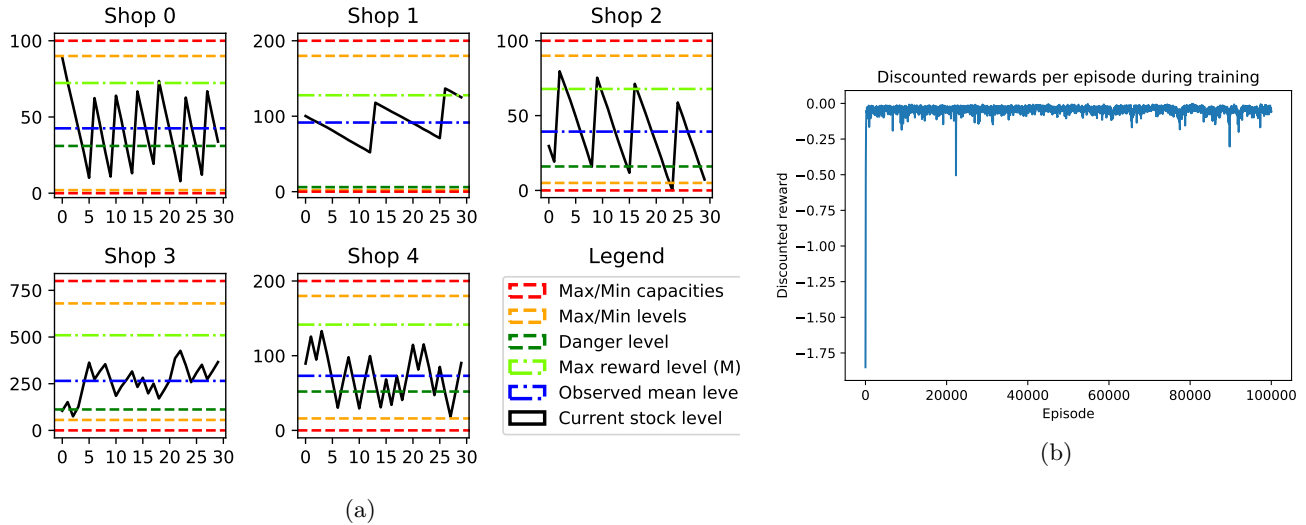 Shop 0
Shop 1
Shop 2
100
50
0
0 5 10 15 20 25 30
200
100
0
0 5 10 15 20 25 30
100
50
0
0 5 10 15 20 25 30
Shop 3
Shop 4
Legend
750
500
250
0
0 5 10 15 20 25 30
200
100
0
0 5 10 15 20 25 30
Max/Min capacities
Max/Min levels
Danger level
Max reward level (M)
Observed mean leve
Current stock level
(a)
Discounted rewards per episode during training
Discounted reward
0.00
−0.25
−0.50
−0.75
−1.00
−1.25
−1.50
−1.75
0 20000 40000 60000 80000 100000
Episode
(b)